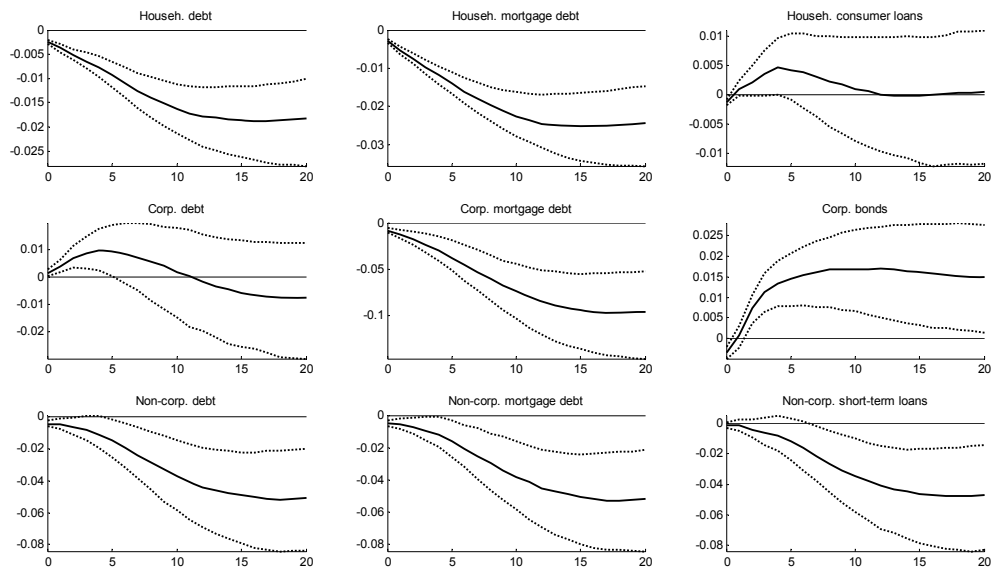 Househ. debt
0
-0.005
-0.01
-0.015
-0.02
-0.025
0 5 10 15 20
Househ. mortgage debt
0
-0.01
-0.02
-0.03
0 5 10 15 20
Househ. consumer loans
0.01
0.005
0
-0.005
-0.01
0 5 10 15 20
Corp. debt
0.01
0
-0.01
-0.02
0 5 10 15 20
Corp. mortgage debt
0
-0.05
-0.1
0 5 10 15 20
Corp. bonds
0.025
0.02
0.015
0.01
0.005
0
0 5 10 15 20
Non-corp. debt
0
-0.02
-0.04
-0.06
-0.08
0 5 10 15 20
Non-corp. mortgage debt
0
-0.02
-0.04
-0.06
-0.08
0 5 10 15 20
Non-corp. short-term loans
0
-0.02
-0.04
-0.06
-0.08
0 5 10 15 20